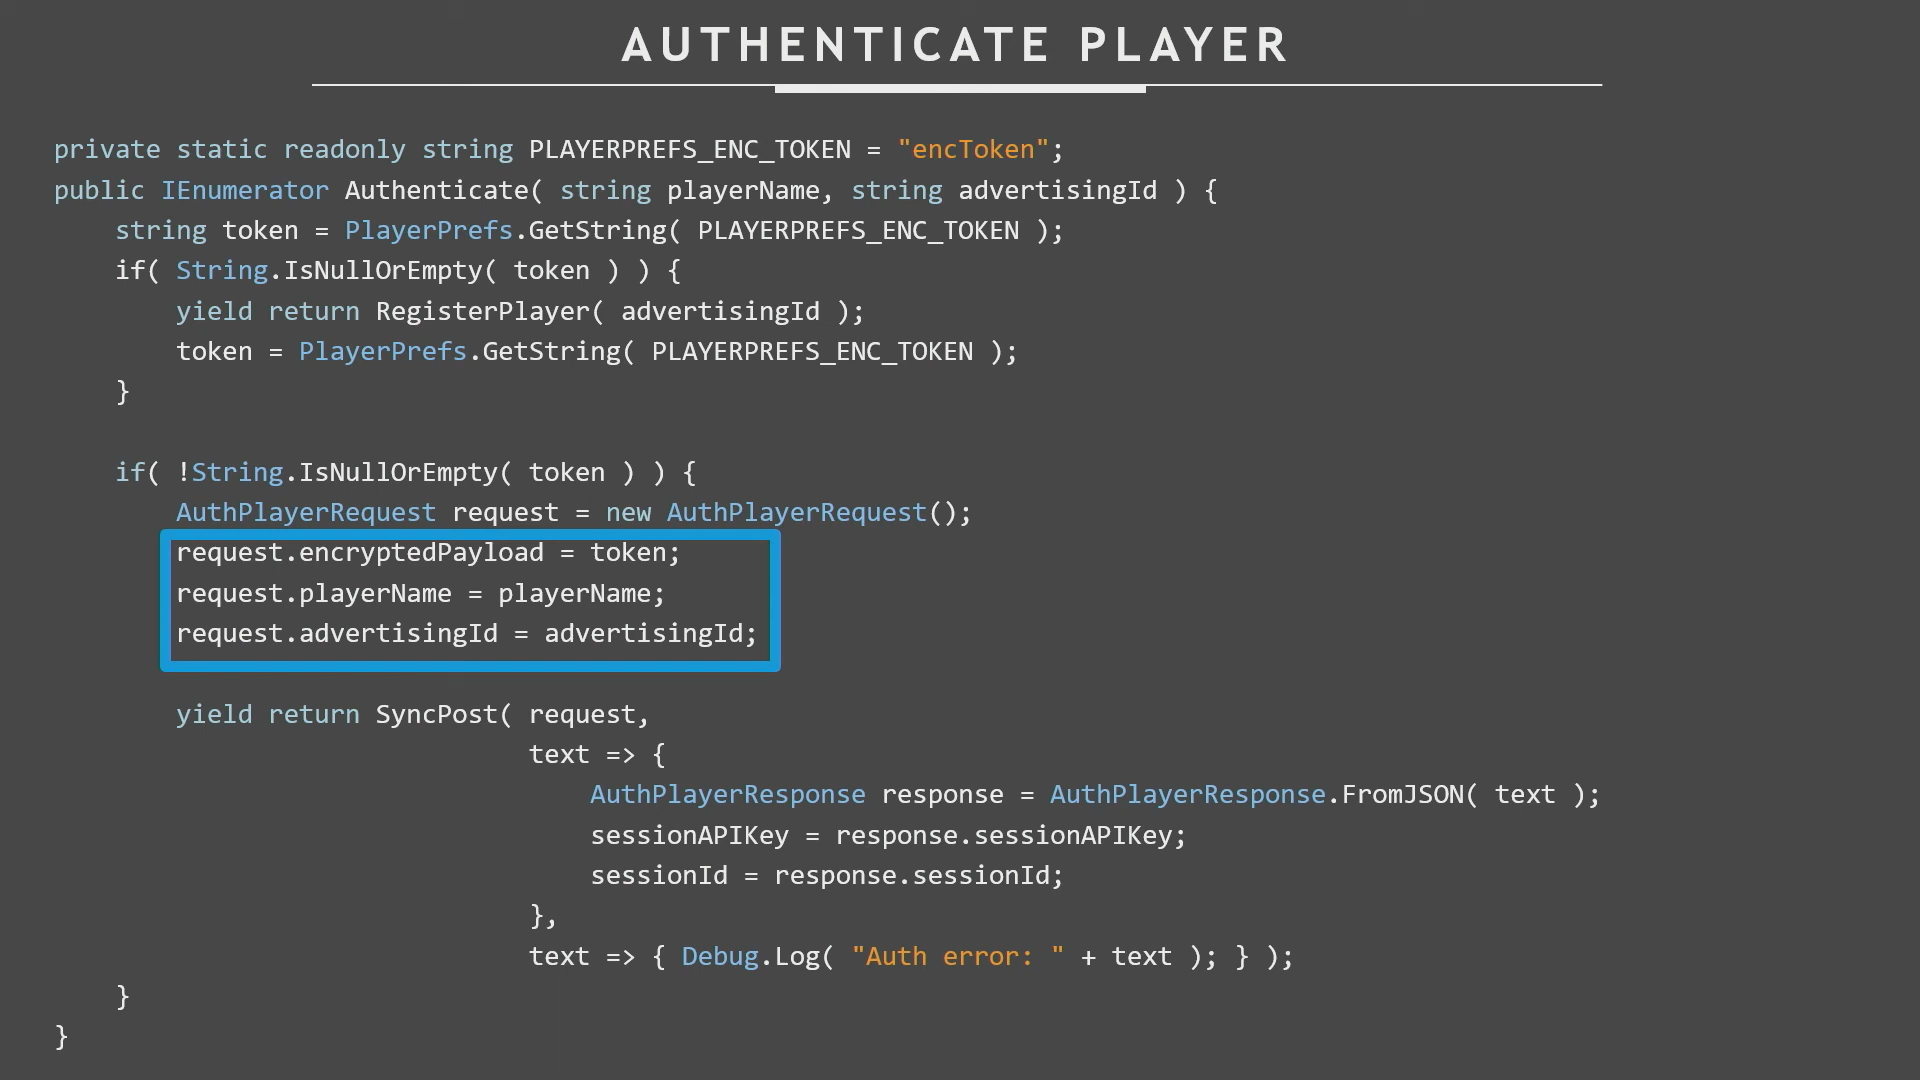 AUTHENTICATE PLAYER
private static readonly string PLAYERPREFS_ENC_TOKEN = "encToken";
public IEnumerator Authenticate( string playerName, string advertisingId ) {
    string token = PlayerPrefs.GetString( PLAYERPREFS_ENC_TOKEN );
    if( String.IsNullOrEmpty( token ) ) {
        yield return RegisterPlayer( advertisingId );
        token = PlayerPrefs.GetString( PLAYERPREFS_ENC_TOKEN );
    }
    if( !String.IsNullOrEmpty( token ) ) {
        AuthPlayerRequest request = new AuthPlayerRequest();
        request.encryptedPayload = token;
        request.playerName = playerName;
        request.advertisingId = advertisingId;
        yield return SyncPost( request,
                               text => {
                                   AuthPlayerResponse response = AuthPlayerResponse.FromJSON( text );
                                   sessionAPIKey = response.sessionAPIKey;
                                   sessionId = response.sessionId;
                               },
                               text => { Debug.Log( "Auth error: " + text ); } );
    }
}